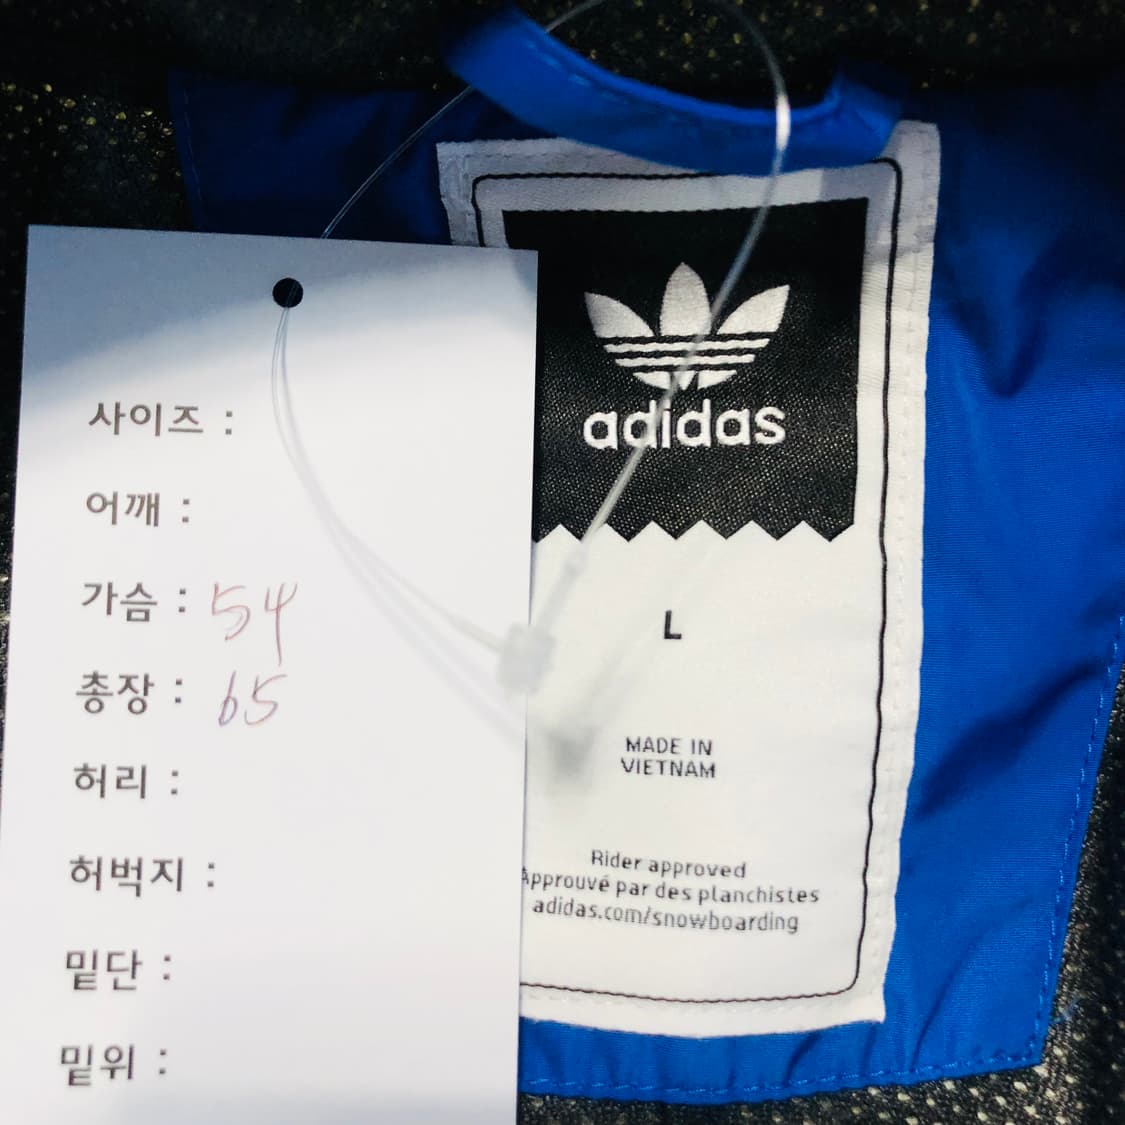 사이즈 :
어깨 :
가슴 : 54
총장 : 65
허리 :
허벅지 :
밑단 :
밑위 :
adidas
L
MADE IN
VIETNAM
Rider approved
Approuvé par des planchistes
adidas.com/snowboarding